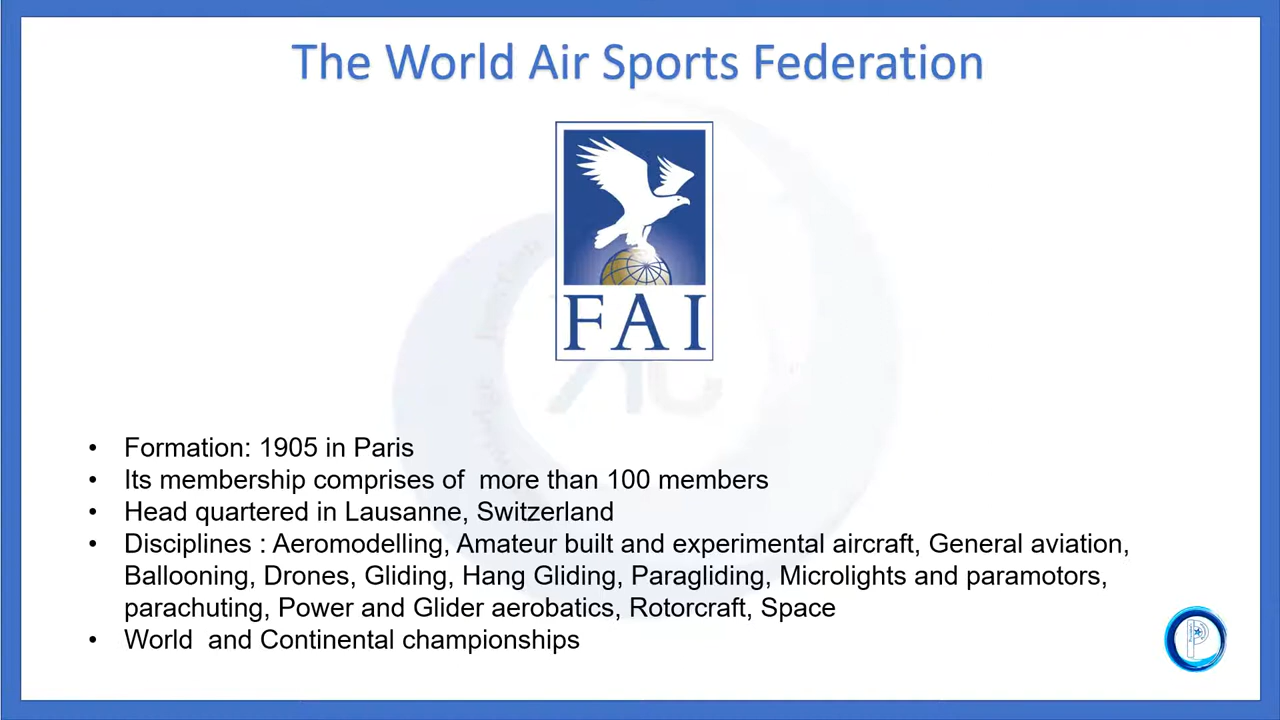 The World Air Sports Federation
FAI
• Formation: 1905 in Paris
• Its membership comprises of  more than 100 members
• Head quartered in Lausanne, Switzerland
• Disciplines : Aeromodelling, Amateur built and experimental aircraft, General aviation,
Ballooning, Drones, Gliding, Hang Gliding, Paragliding, Microlights and paramotors,
parachuting, Power and Glider aerobatics, Rotorcraft, Space
• World  and Continental championships